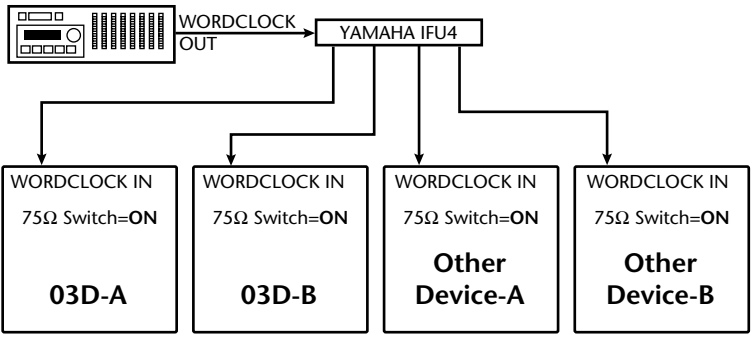 WORDCLOCK
OUT
YAMAHA IFU4
WORDCLOCK IN
75Ω Switch=ON
03D-A
WORDCLOCK IN
75Ω Switch=ON
03D-B
WORDCLOCK IN
75Ω Switch=ON
Other
Device-A
WORDCLOCK IN
75Ω Switch=ON
Other
Device-B